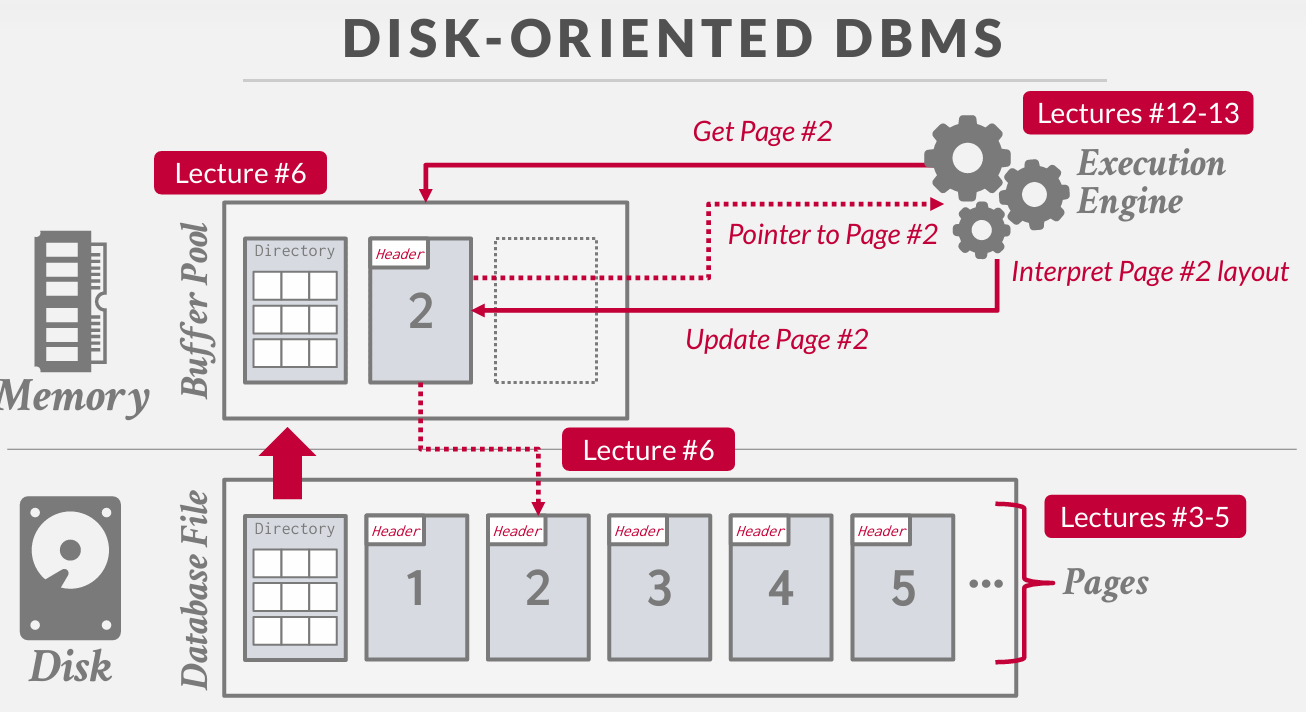 DISK-ORIENTED DBMS
Lectures #12-13
Get Page #2
Execution
Engine
Lecture #6
Buffer Pool
Directory
Header
2
Pointer to Page #2
Interpret Page #2 layout
Update Page #2
Memory
Lecture #6
Database File
Directory
Header
1
Header
2
Header
3
Header
4
Header
5
...
Lectures #3-5
Pages
Disk